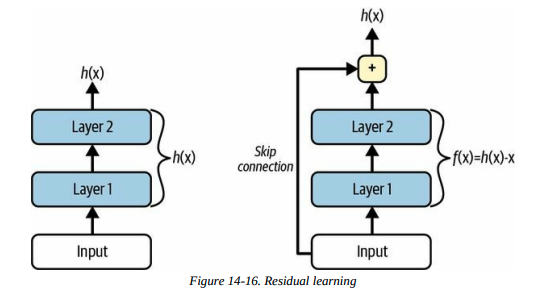 h(x)
Layer 2
h(x)
Layer 1
Input
h(x)
+
Layer 2
Skip
connection
f(x)=h(x)-x
Layer 1
Input
Figure 14-16. Residual learning